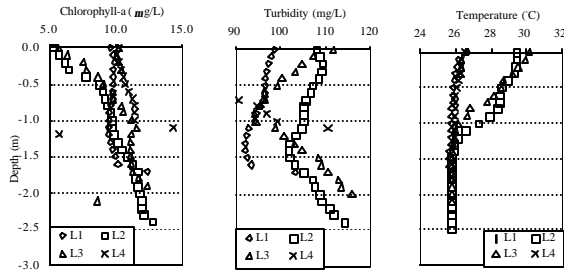 Chlorophyll-a (mg/L)
5.0 10.0 15.0
0.0
-0.5
-1.0
-1.5
-2.0
-2.5
-3.0
Depth (m)
L1 L2
L3 L4
Turbidity (mg/L)
90 100 110 120
L1 L2
L3 L4
Temperature (°C)
24 26 28 30 32
L1 L2
L3 L4